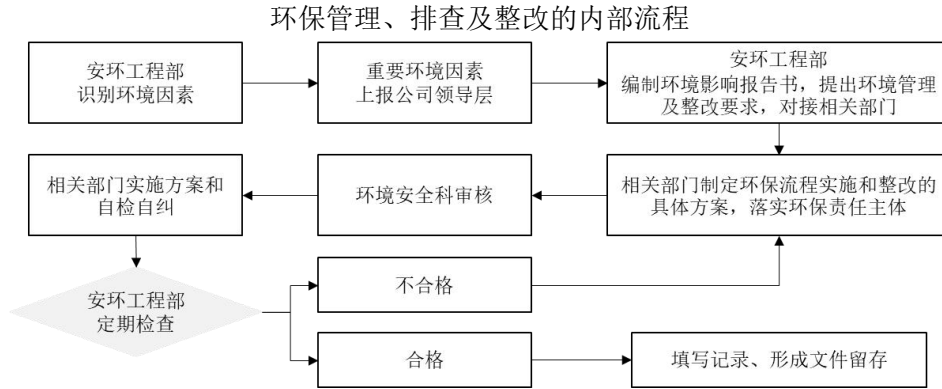 环保管理、排查及整改的内部流程
安环工程部
识别环境因素
重要环境因素
上报公司领导层
安环工程部
编制环境影响报告书，提出环境管理
及整改要求，对接相关部门
相关部门实施方案和
自检自纠
环境安全科审核
相关部门制定环保流程实施和整改的
具体方案，落实环保责任主体
安环工程部
定期检查
不合格
合格
填写记录、形成文件留存